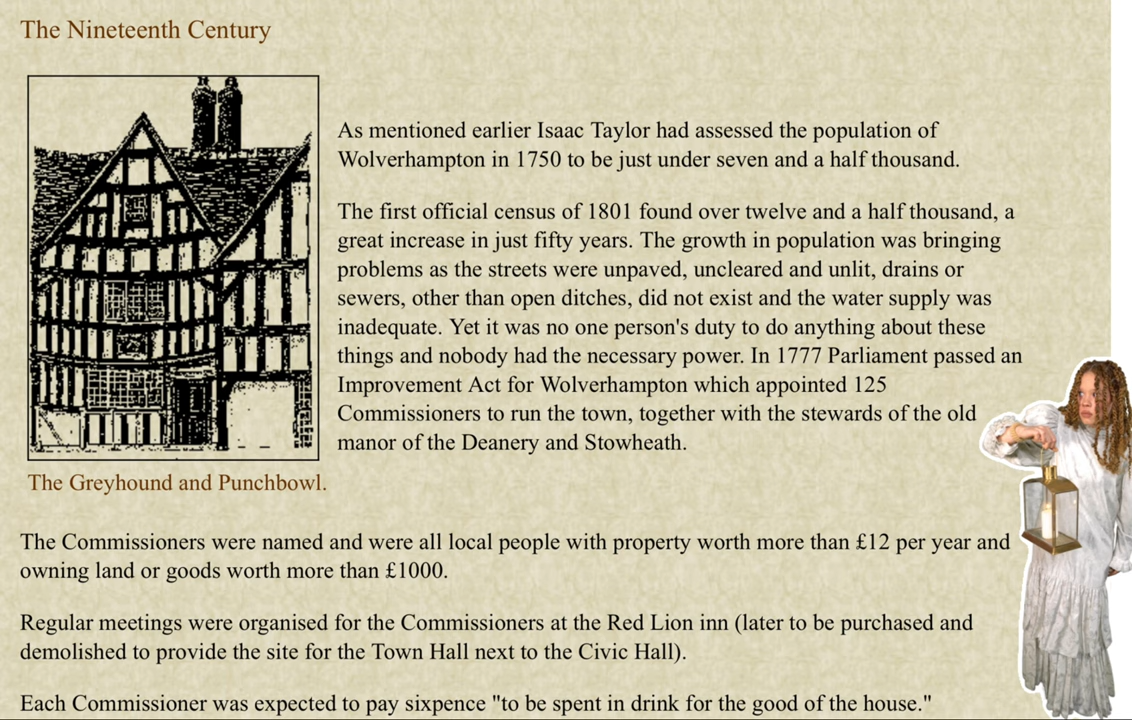 The Nineteenth Century
As mentioned earlier Isaac Taylor had assessed the population of
Wolverhampton in 1750 to be just under seven and a half thousand.
The first official census of 1801 found over twelve and a half thousand, a
great increase in just fifty years. The growth in population was bringing
problems as the streets were unpaved, uncleared and unlit, drains or
sewers, other than open ditches, did not exist and the water supply was
inadequate. Yet it was no one person's duty to do anything about these
things and nobody had the necessary power. In 1777 Parliament passed an
Improvement Act for Wolverhampton which appointed 125
Commissioners to run the town, together with the stewards of the old
manor of the Deanery and Stowheath.
The Greyhound and Punchbowl.
The Commissioners were named and were all local people with property worth more than £12 per year and
owning land or goods worth more than £1000.
Regular meetings were organised for the Commissioners at the Red Lion inn (later to be purchased and
demolished to provide the site for the Town Hall next to the Civic Hall).
Each Commissioner was expected to pay sixpence "to be spent in drink for the good of the house."